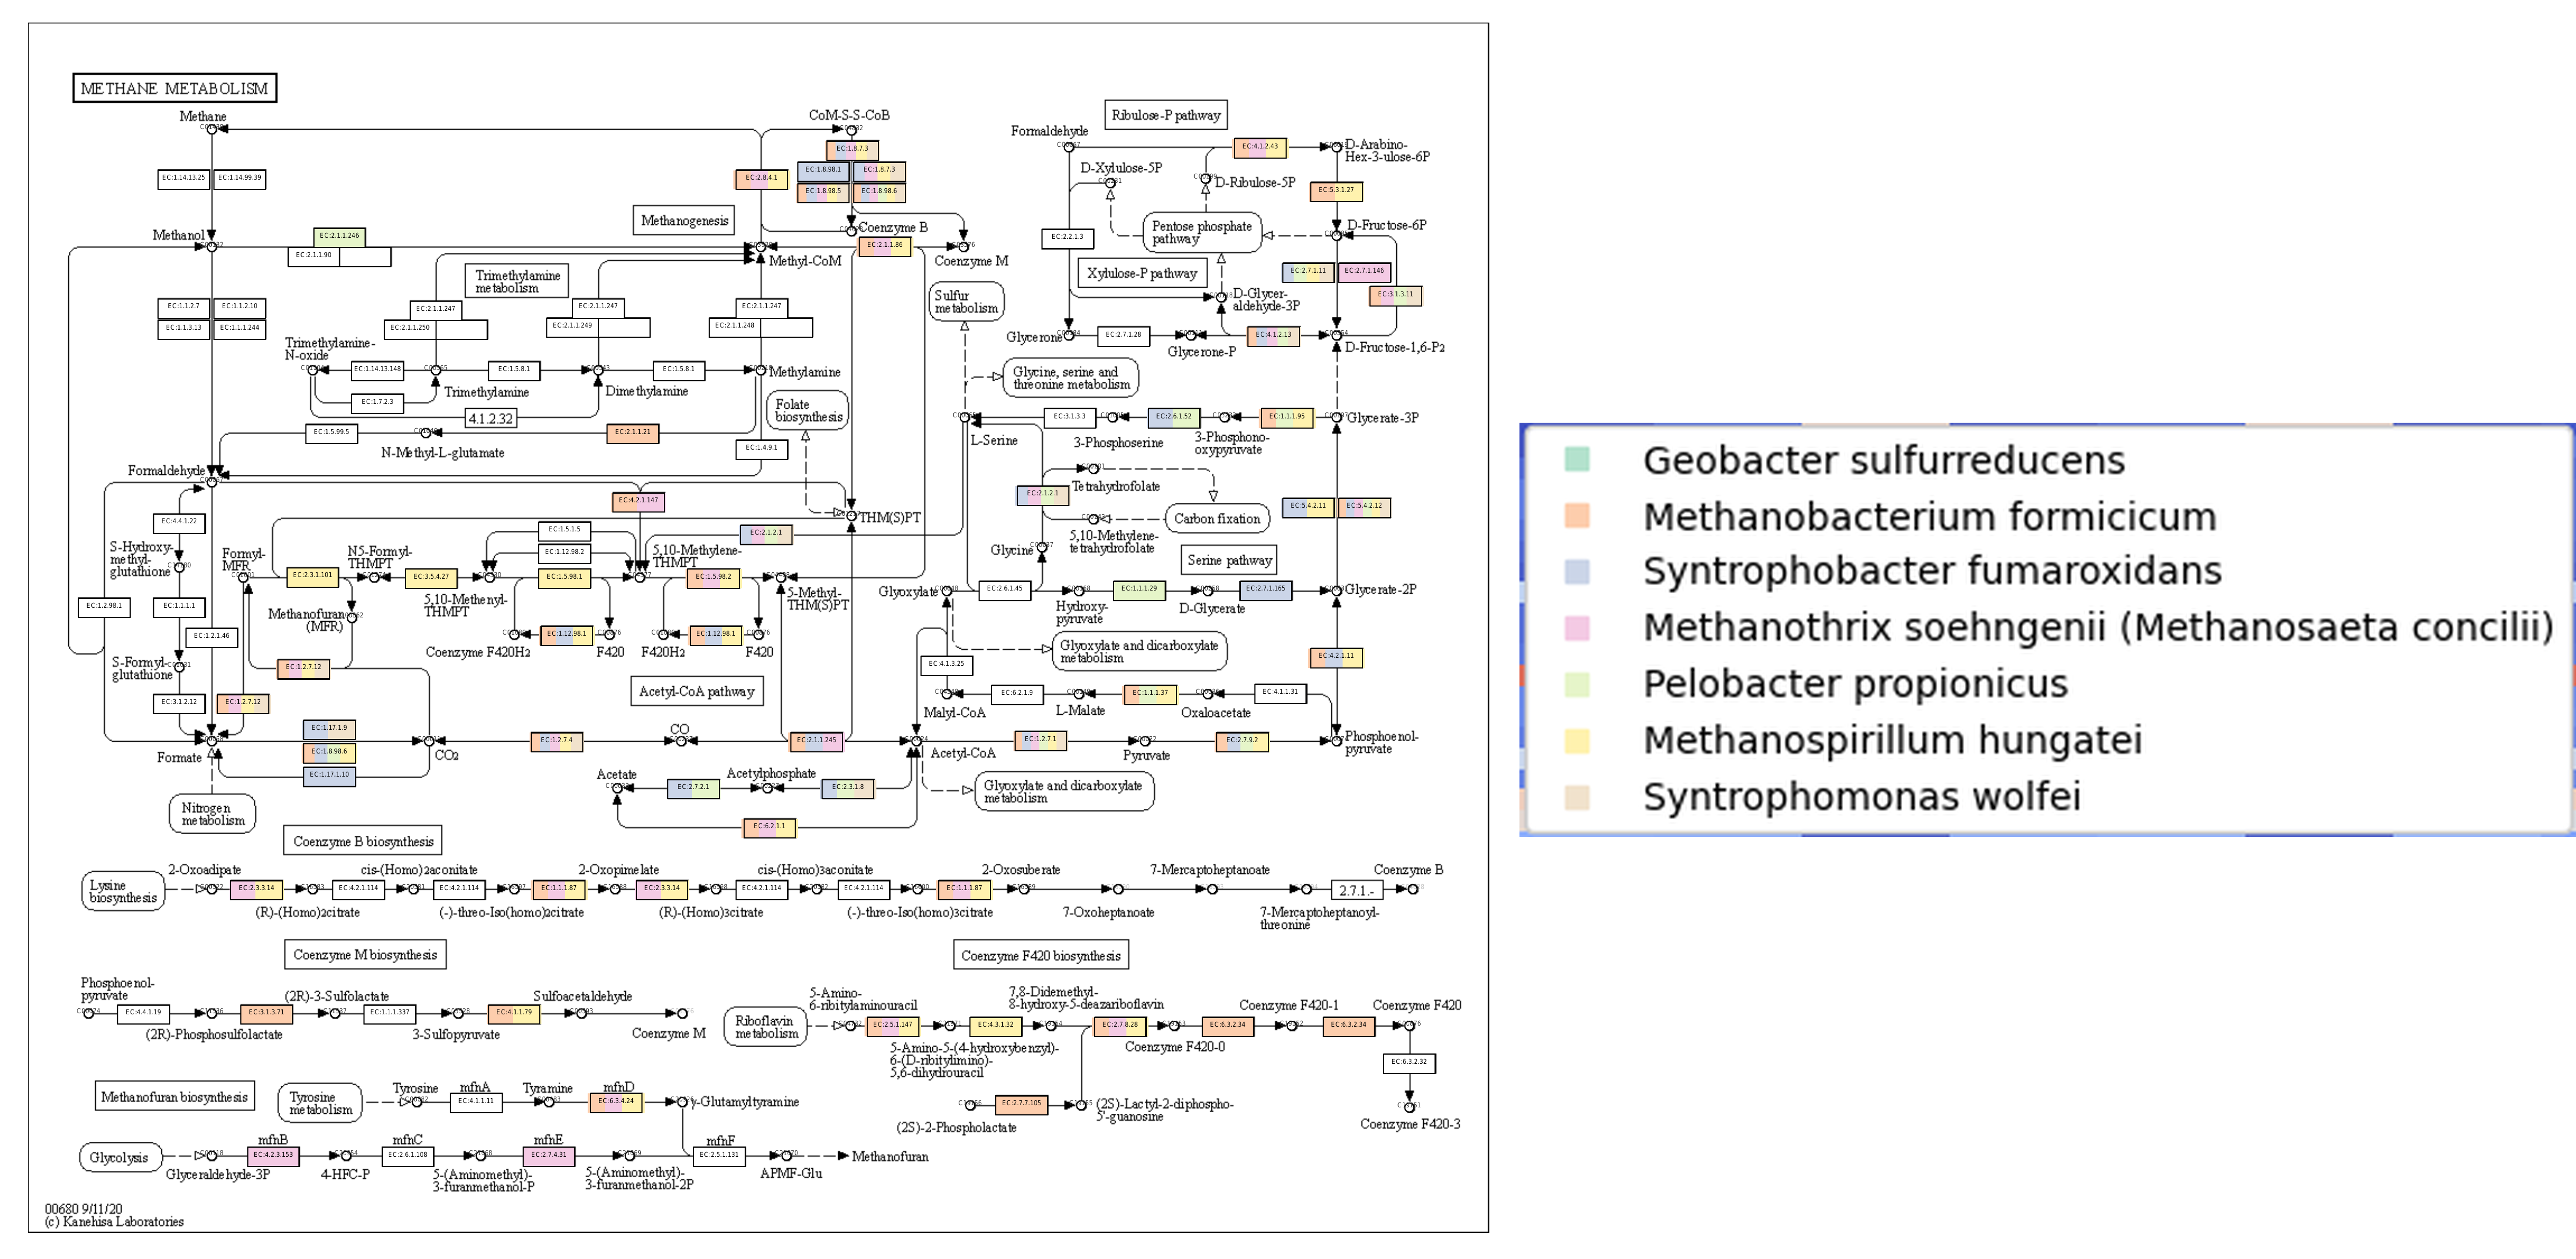 METHANE METABOLISM
Methane
CoM-S-S-CoB
Ribulose-P pathway
Formaldehyde
D-Arabino-
Hex-3-ulose-6P
EC:1.14.13.25
EC:1.14.99.39
EC:2.8.4.1
EC:1.8.7.3
EC:1.8.98.1
EC:1.8.7.3
EC:1.8.98.5
EC:1.8.98.6
EC:4.1.2.43
D-Xylulose-5P
D-Ribulose-5P
EC:5.3.1.27
Methanogenesis
Pentose phosphate
pathway
D-Fructose-6P
Methanol
EC:2.1.1.246
EC:2.1.1.90
Coenzyme B
EC:2.1.1.86
Methyl-CoM
Coenzyme M
EC:2.2.1.3
Xylulose-P pathway
EC:2.7.1.11
EC:2.7.1.146
EC:3.1.3.11
Trimethylamine
metabolism
Sulfur
metabolism
D-Glycer-
aldehyde-3P
EC:1.1.2.7
EC:1.1.2.10
EC:1.1.3.13
EC:1.1.1.244
EC:2.1.1.247
EC:2.1.1.250
EC:2.1.1.247
EC:2.1.1.249
EC:2.1.1.247
EC:2.1.1.248
Glycerone
EC:2.7.1.28
Glycerone-P
EC:4.1.2.13
D-Fructose-1,6-P2
Trimethylamine-
N-oxide
EC:1.14.13.148
EC:1.5.8.1
EC:1.5.8.1
Methylamine
Trimethylamine
Dimethylamine
EC:1.7.2.3
4.1.2.32
Glycine, serine and
threonine metabolism
Folate
biosynthesis
EC:1.5.99.5
N-Methyl-L-glutamate
EC:2.1.1.21
EC:1.4.9.1
L-Serine
EC:3.1.3.3
3-Phosphoserine
EC:2.6.1.52
3-Phosphono-
oxypyruvate
EC:1.1.1.95
Glycerate-3P
Formaldehyde
EC:4.2.1.147
Tetrahydrofolate
EC:2.1.2.1
Carbon fixation
EC:5.4.2.11
EC:5.4.2.12
THM(S)PT
EC:4.4.1.22
EC:1.5.1.5
EC:1.12.98.2
EC:2.1.2.1
5,10-Methylene-
tetrahydrofolate
S-Hydroxy-
methyl-
glutathione
Formyl-
MFR
N5-Formyl-
THMPT
5,10-Methylene-
THMPT
Glycine
Serine pathway
EC:2.3.1.101
EC:3.5.4.27
EC:1.5.98.1
EC:1.5.98.2
5,10-Methenyl-
THMPT
5-Methyl-
THM(S)PT
Glyoxylate
EC:2.6.1.45
Hydroxy-
pyruvate
EC:1.1.1.29
D-Glycerate
EC:2.7.1.165
Glycerate-2P
EC:1.2.98.1
EC:1.1.1.1
Methanofuran
(MFR)
EC:1.2.1.46
EC:1.12.98.1
EC:1.12.98.1
Coenzyme F420H2
F420
F420H2
F420
Glyoxylate and dicarboxylate
metabolism
EC:4.2.1.11
S-Formyl-
glutathione
EC:1.2.7.12
EC:4.1.3.25
EC:3.1.2.12
EC:1.2.7.12
Acetyl-CoA pathway
EC:6.2.1.9
EC:1.1.1.37
EC:4.1.1.31
Malyl-CoA
L-Malate
Oxaloacetate
EC:1.17.1.9
EC:1.8.98.6
EC:1.17.1.10
Formate
CO2
EC:1.2.7.4
CO
EC:2.1.1.245
Acetyl-CoA
EC:1.2.7.1
Pyruvate
EC:2.7.9.2
Phosphoenol-
pyruvate
Acetate
EC:2.7.2.1
Acetylphosphate
EC:2.3.1.8
Glyoxylate and dicarboxylate
metabolism
Nitrogen
metabolism
EC:6.2.1.1
Coenzyme B biosynthesis
2-Oxoadipate
cis-(Homo)2aconitate
2-Oxopimelate
cis-(Homo)3aconitate
2-Oxosuberate
7-Mercaptoheptanoate
Coenzyme B
Lysine
biosynthesis
EC:2.3.3.14
EC:4.2.1.114
EC:4.2.1.114
EC:1.1.1.87
EC:2.3.3.14
EC:4.2.1.114
EC:4.2.1.114
EC:1.1.1.87
2.7.1.-
(R)-(Homo)2citrate
(-)-threo-Iso(homo)2citrate
(R)-(Homo)3citrate
(-)-threo-Iso(homo)3citrate
7-Oxoheptanoate
7-Mercaptoheptanoyl-
threonine
Coenzyme M biosynthesis
Coenzyme F420 biosynthesis
Phosphoenol-
pyruvate
(2R)-3-Sulfolactate
Sulfoacetaldehyde
EC:4.4.1.19
EC:3.1.3.71
EC:1.1.1.337
EC:4.1.1.79
(2R)-Phosphosulfolactate
3-Sulfopyruvate
Coenzyme M
5-Amino-
6-ribitylaminouracil
7,8-Didemethyl-
8-hydroxy-5-deazariboflavin
Coenzyme F420-1
Coenzyme F420
Riboflavin
metabolism
EC:2.5.1.147
EC:4.3.1.32
EC:2.7.8.28
EC:6.3.2.34
EC:6.3.2.34
5-Amino-5-(4-hydroxybenzyl)-
6-(D-ribitylimino)-
5,6-dihydrouracil
Coenzyme F420-0
EC:6.3.2.32
Methanofuran biosynthesis
Tyrosine
metabolism
Tyrosine
mfnA
EC:4.1.1.11
Tyramine
mfnD
EC:6.3.4.24
γ-Glutamyltyramine
EC:2.7.7.105
(2S)-2-Phospholactate
(2S)-Lactyl-2-diphospho-
5'-guanosine
Coenzyme F420-3
Glycolysis
mfnB
EC:4.2.3.153
mfnC
EC:2.6.1.108
mfnE
EC:2.7.4.31
mfnF
EC:2.5.1.131
Methanofuran
Glyceraldehyde-3P
4-HFC-P
5-(Aminomethyl)-
3-furanmethanol-P
5-(Aminomethyl)-
3-furanmethanol-2P
APMF-Glu
00680 9/11/20
(c) Kanehisa Laboratories
Geobacter sulfurreducens
Methanobacterium formicicum
Syntrophobacter fumaroxidans
Methanothrix soehngenii (Methanosaeta concilii)
Pelobacter propionicus
Methanospirillum hungatei
Syntrophomonas wolfei